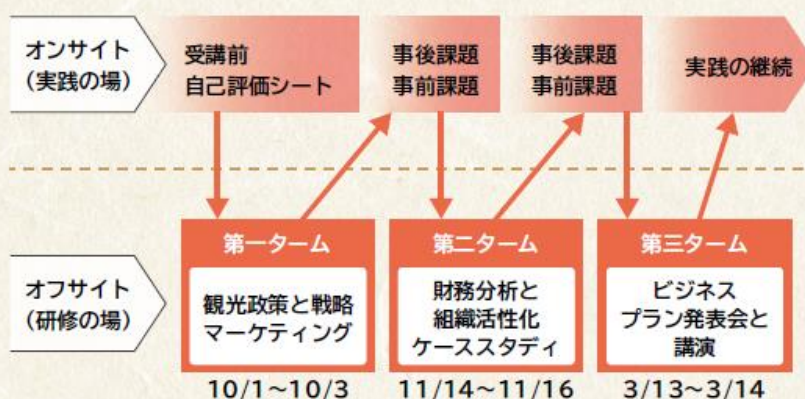 オンサイト
（実践の場）
受講前
自己評価シート
事後課題
事前課題
事後課題
事前課題
実践の継続
オフサイト
（研修の場）
第一ターム
観光政策と戦略
マーケティング
10/1～10/3
第二ターム
財務分析と
組織活性化
ケーススタディ
11/14～11/16
第三ターム
ビジネス
プラン発表会と
講演
3/13～3/14